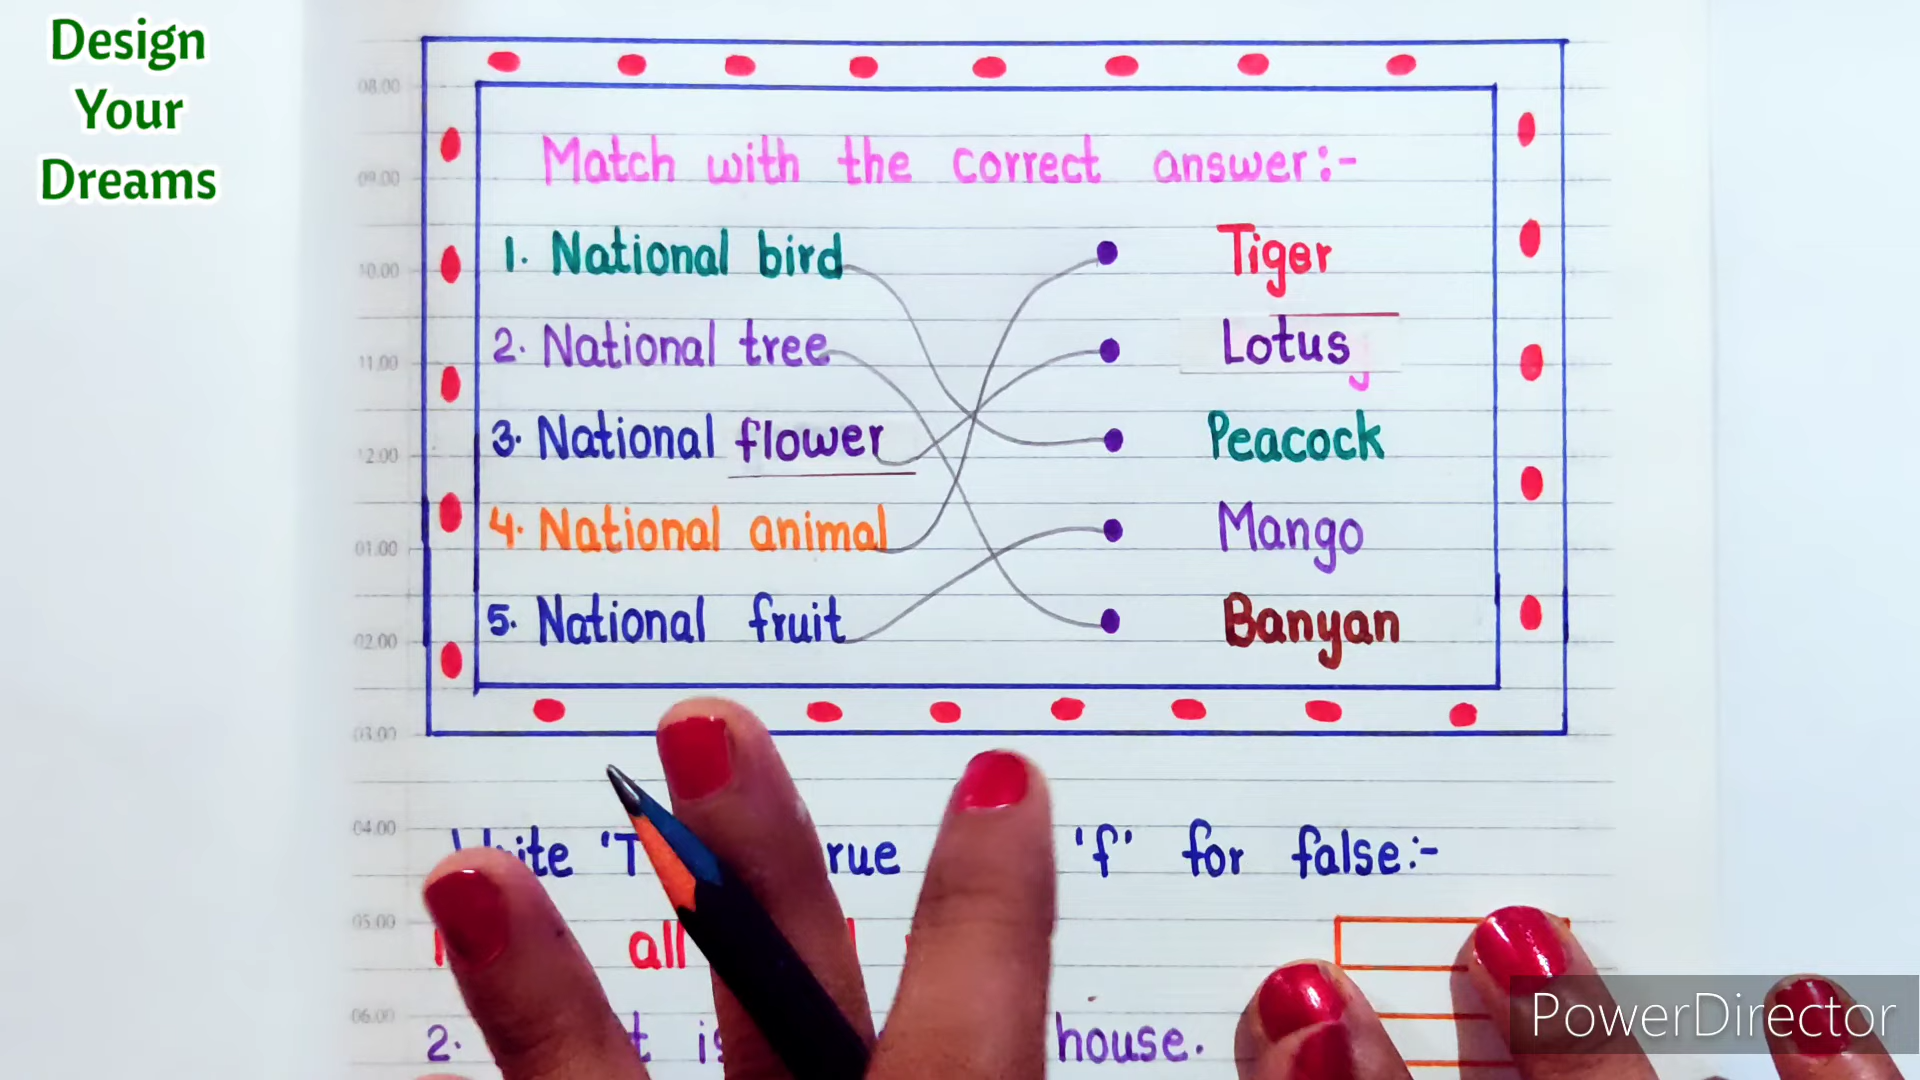 Design
Your
Dreams
08.00
09.00
10.00
11.00
12.00
01.00
02.00
03.00
04.00
05.00
06.00
Match with the correct answer:-
1. National bird Tiger
2. National tree Lotus
3. National flower Peacock
4. National animal Mango
5. National fruit Banyan
'f' for false:-
all
2. house.
PowerDirector